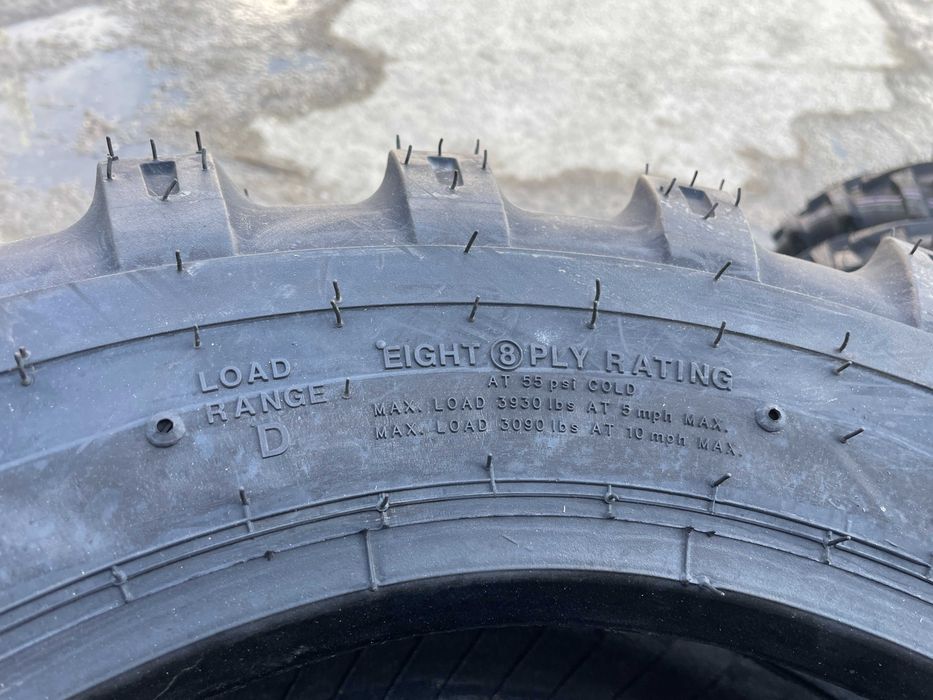 LOAD
RANGE
D
EIGHT 8 PLY RATING
AT 55 psi COLD
MAX. LOAD 3930 lbs AT 5 mph MAX.
MAX. LOAD 3090 lbs AT 10 mph MAX.